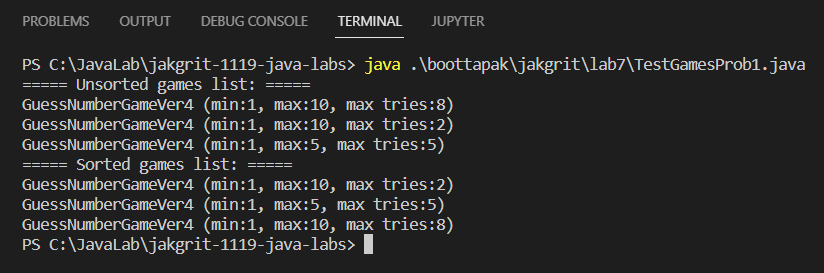 PROBLEMS OUTPUT DEBUG CONSOLE TERMINAL JUPYTER
PS C:\JavaLab\jakgrit-1119-java-labs> java .\boottapak\jakgrit\lab7\TestGamesProb1.java
===== Unsorted games list: =====
GuessNumberGameVer4 (min:1, max:10, max tries:8)
GuessNumberGameVer4 (min:1, max:10, max tries:2)
GuessNumberGameVer4 (min:1, max:5, max tries:5)
===== Sorted games list: =====
GuessNumberGameVer4 (min:1, max:10, max tries:2)
GuessNumberGameVer4 (min:1, max:5, max tries:5)
GuessNumberGameVer4 (min:1, max:10, max tries:8)
PS C:\JavaLab\jakgrit-1119-java-labs>